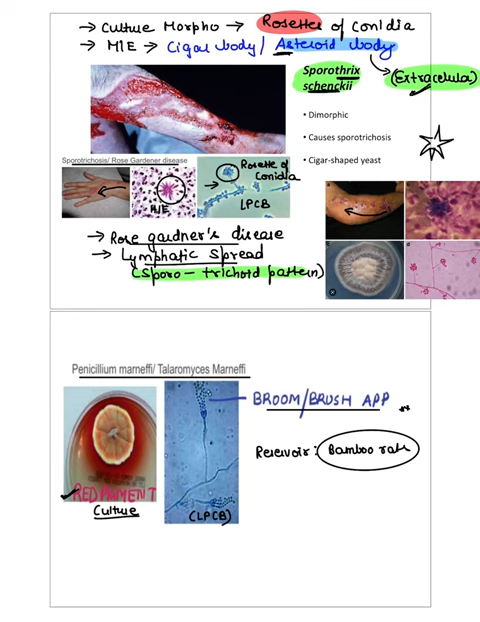 → Culture Morpho → Rosette of Conidia
→ M/E → Cigar body/ Asteroid body
(Extracelular)
Sporothrix
schenckii
• Dimorphic
• Causes sporotrichosis
• Cigar-shaped yeast
Sporotrichosis/ Rose Gardener disease
Rosette of
Conidia
LPCB
M/E
→ Rose gardner's disease
→ Lymphatic Spread
(Sporo-trichoid pattern)
Penicillium marneffi/ Talaromyces Marneffi
BROOM/BRUSH APP
Reservoir: Bamboo rats
RED PIGMENT
Culture
(LPCB)